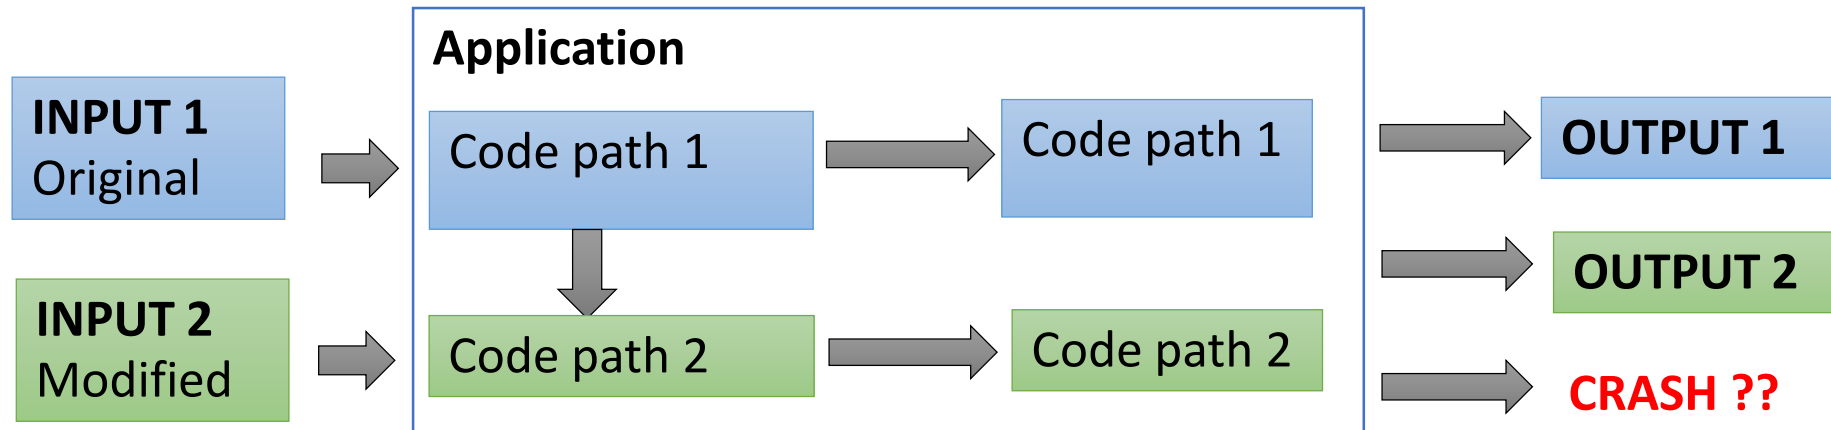 Application
INPUT 1
Original
Code path 1
Code path 1
OUTPUT 1
INPUT 2
Modified
Code path 2
Code path 2
OUTPUT 2
CRASH ??